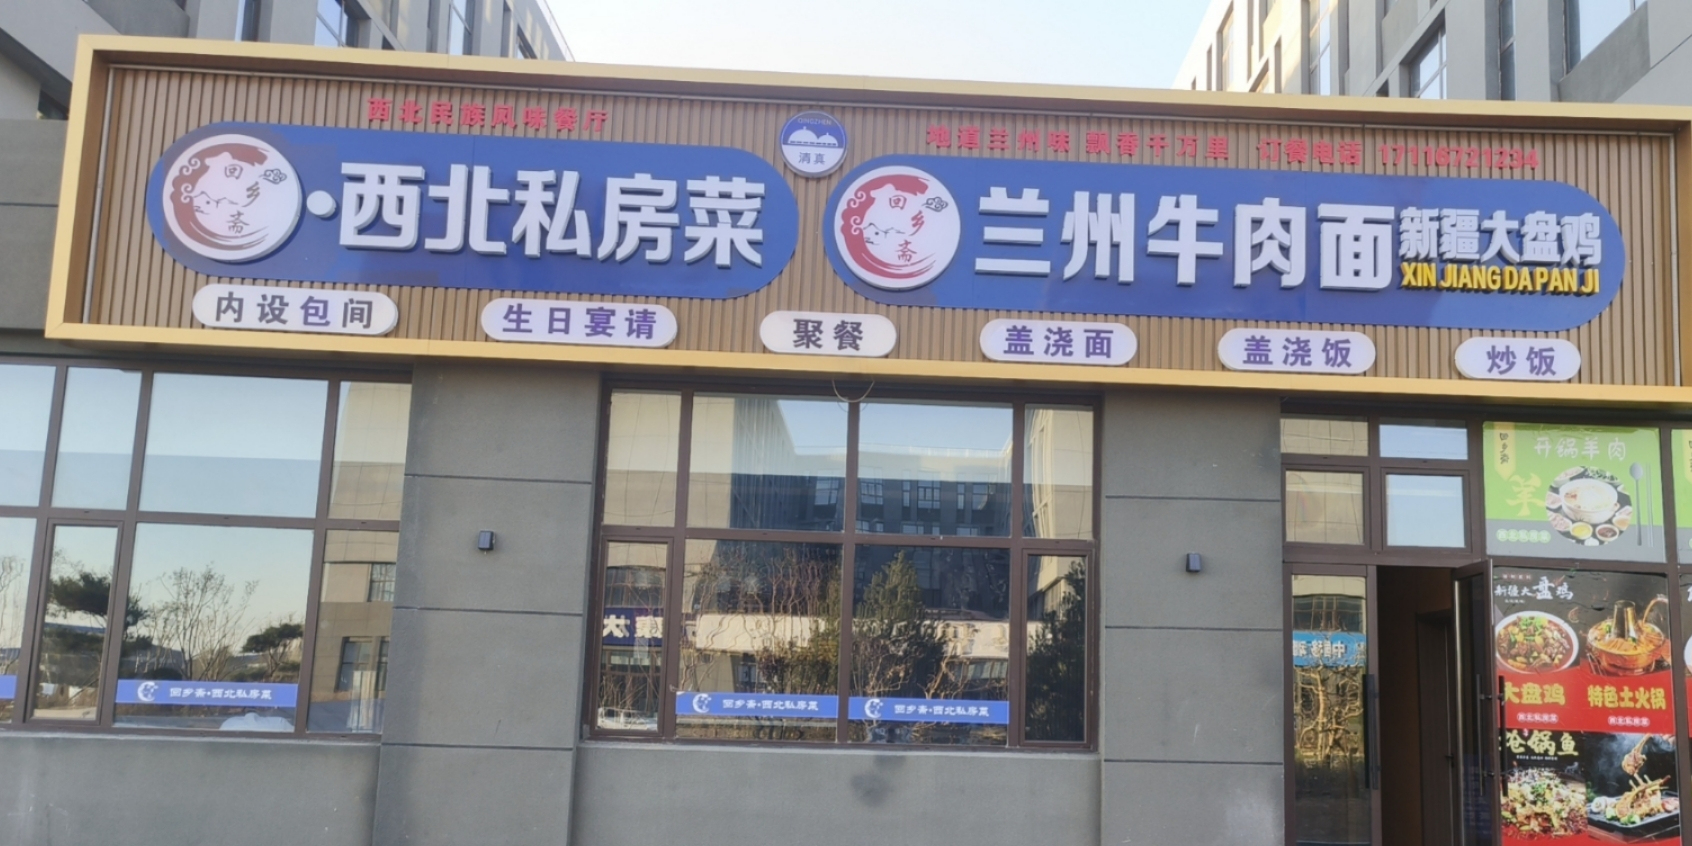 西北民族风味餐厅
QINGZHEN
清真
地道兰州味 飘香千万里 订餐电话 17116721234
回乡斋·西北私房菜
回乡斋
兰州牛肉面
新疆大盘鸡
XIN JIANG DA PAN JI
内设包间
生日宴请
聚餐
盖浇面
盖浇饭
炒饭
开锅羊肉
羊
新疆大盘鸡
大盘鸡
特色土火锅
炝锅鱼
回乡斋·西北私房菜
回乡斋·西北私房菜
回乡斋·西北私房菜